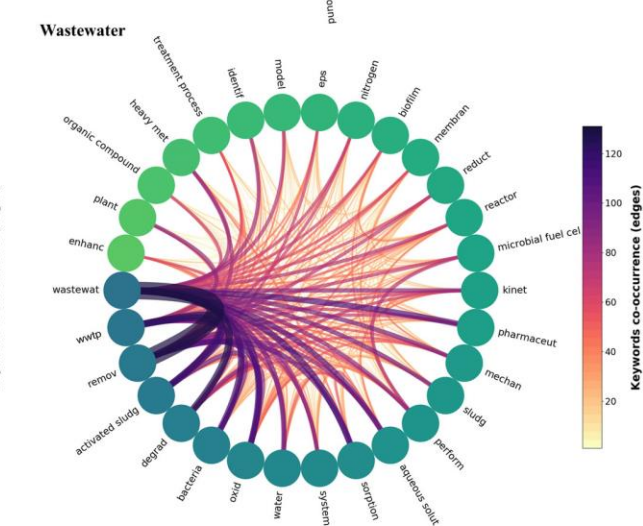 ound
Wastewater
treatment process
identif
model
eps
nitrogen
biofilm
membran
reduct
reactor
microbial fuel cel
kinet
pharmaceut
mechan
sludg
perform
aqueous solut
sorption
system
water
oxid
bacteria
degrad
activated sludg
remov
wwtp
wastewat
enhanc
plant
organic compound
heavy met
120
100
80
60
40
20
Keywords co-occurrence (edges)